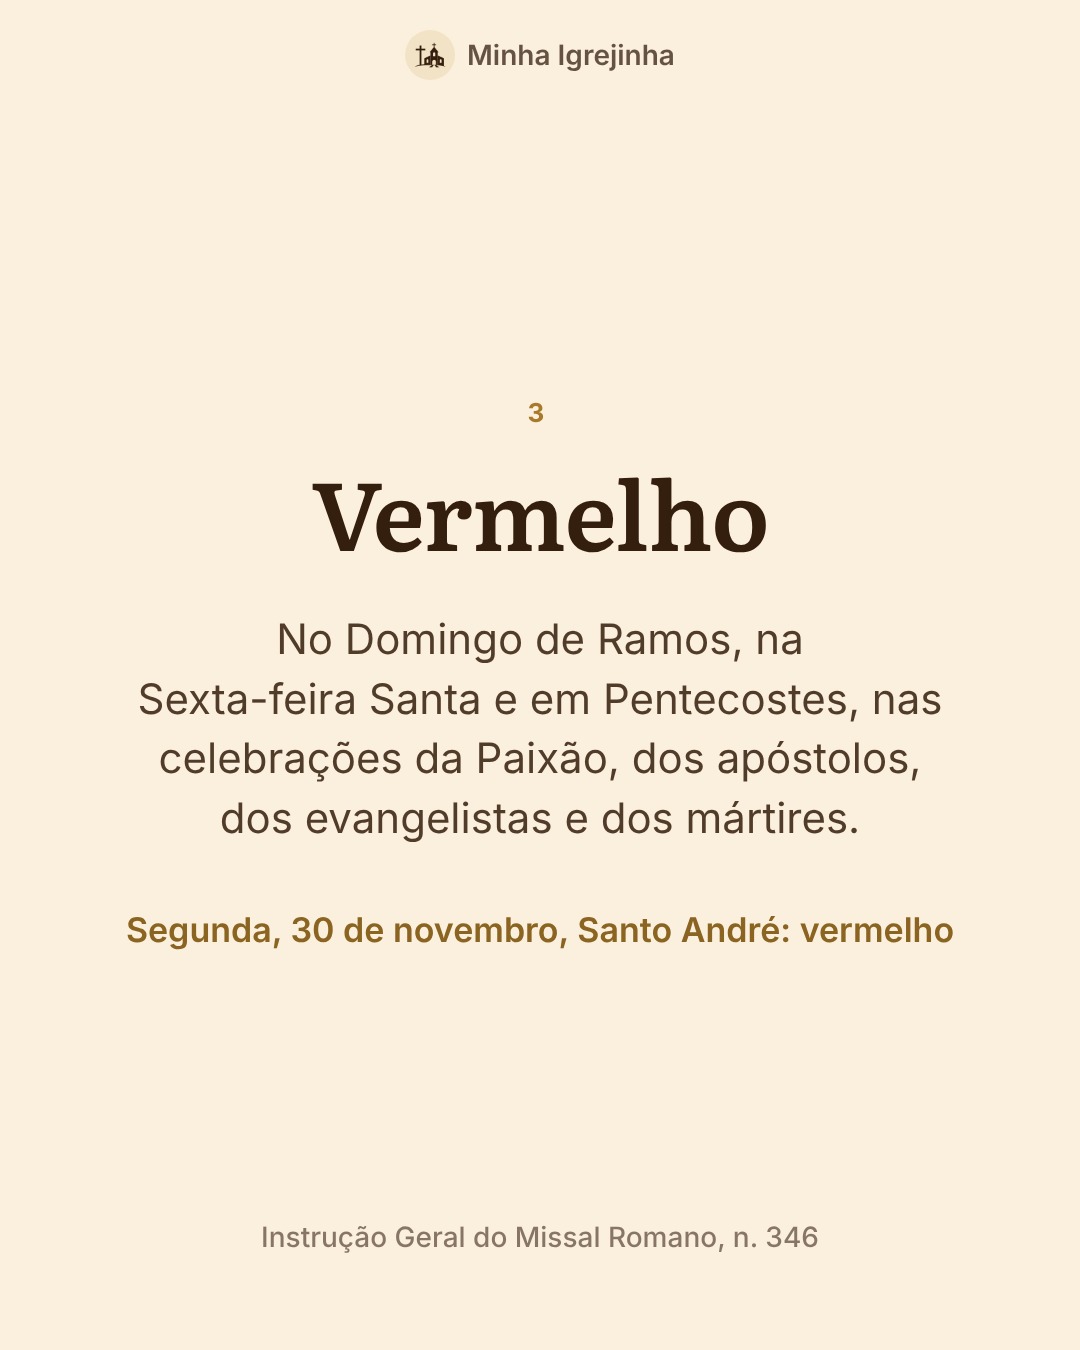 Minha Igrejinha
3
Vermelho
No Domingo de Ramos, na
Sexta-feira Santa e em Pentecostes, nas
celebrações da Paixão, dos apóstolos,
dos evangelistas e dos mártires.
Segunda, 30 de novembro, Santo André: vermelho
Instrução Geral do Missal Romano, n. 346